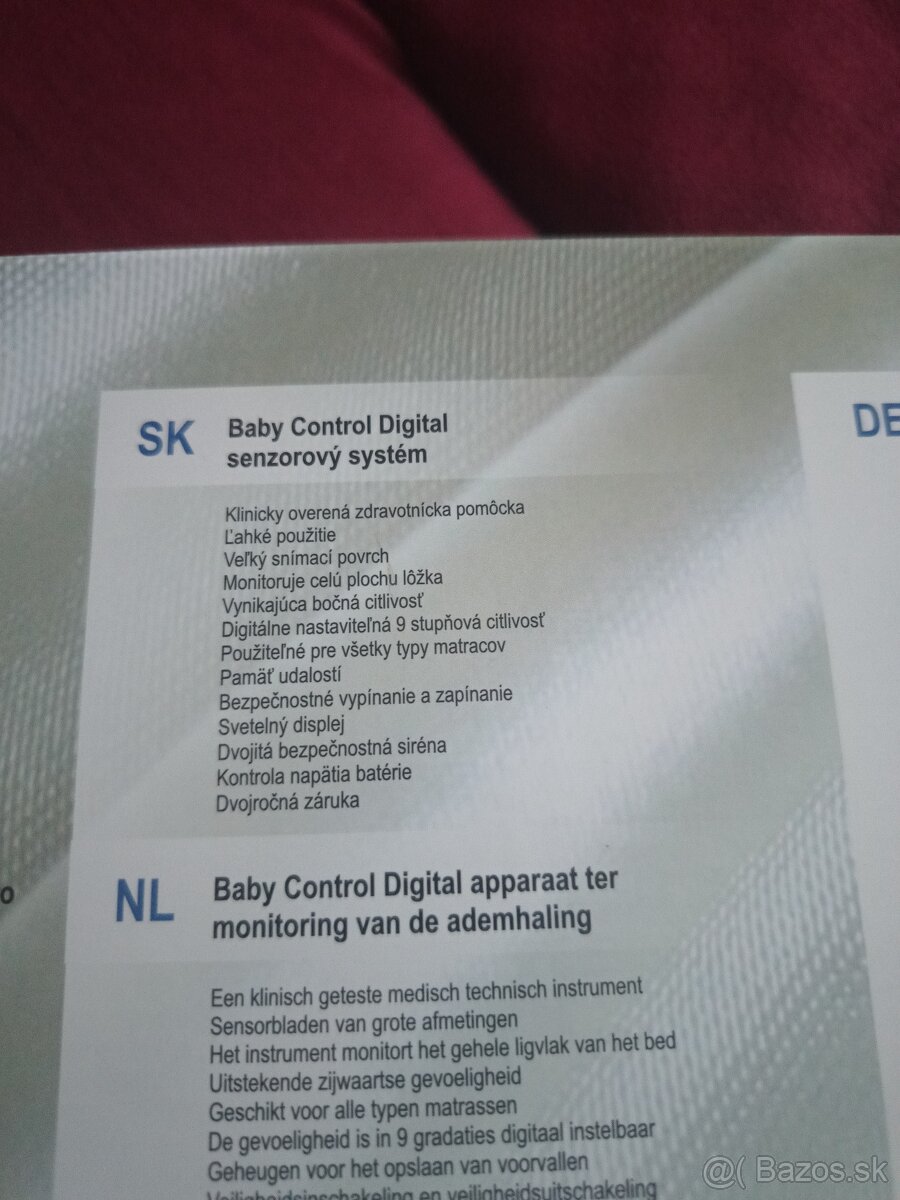 SK
Baby Control Digital
senzorový systém
Klinicky overená zdravotnícka pomôcka
Ľahké použitie
Veľký snímací povrch
Monitoruje celú plochu lôžka
Vynikajúca bočná citlivosť
Digitálne nastaviteľná 9 stupňová citlivosť
Použiteľné pre všetky typy matracov
Pamäť udalostí
Bezpečnostné vypínanie a zapínanie
Svetelný displej
Dvojitá bezpečnostná siréna
Kontrola napätia batérie
Dvojročná záruka
NL
Baby Control Digital apparaat ter
monitoring van de ademhaling
Een klinisch geteste medisch technisch instrument
Sensorbladen van grote afmetingen
Het instrument monitort het gehele ligvlak van het bed
Uitstekende zijwaartse gevoeligheid
Geschikt voor alle typen matrassen
De gevoeligheid is in 9 gradaties digitaal instelbaar
Geheugen voor het opslaan van voorvallen
Veiligheidsinschakeling en veiligheidsuitschakeling
DE
o
@( Bazos.sk